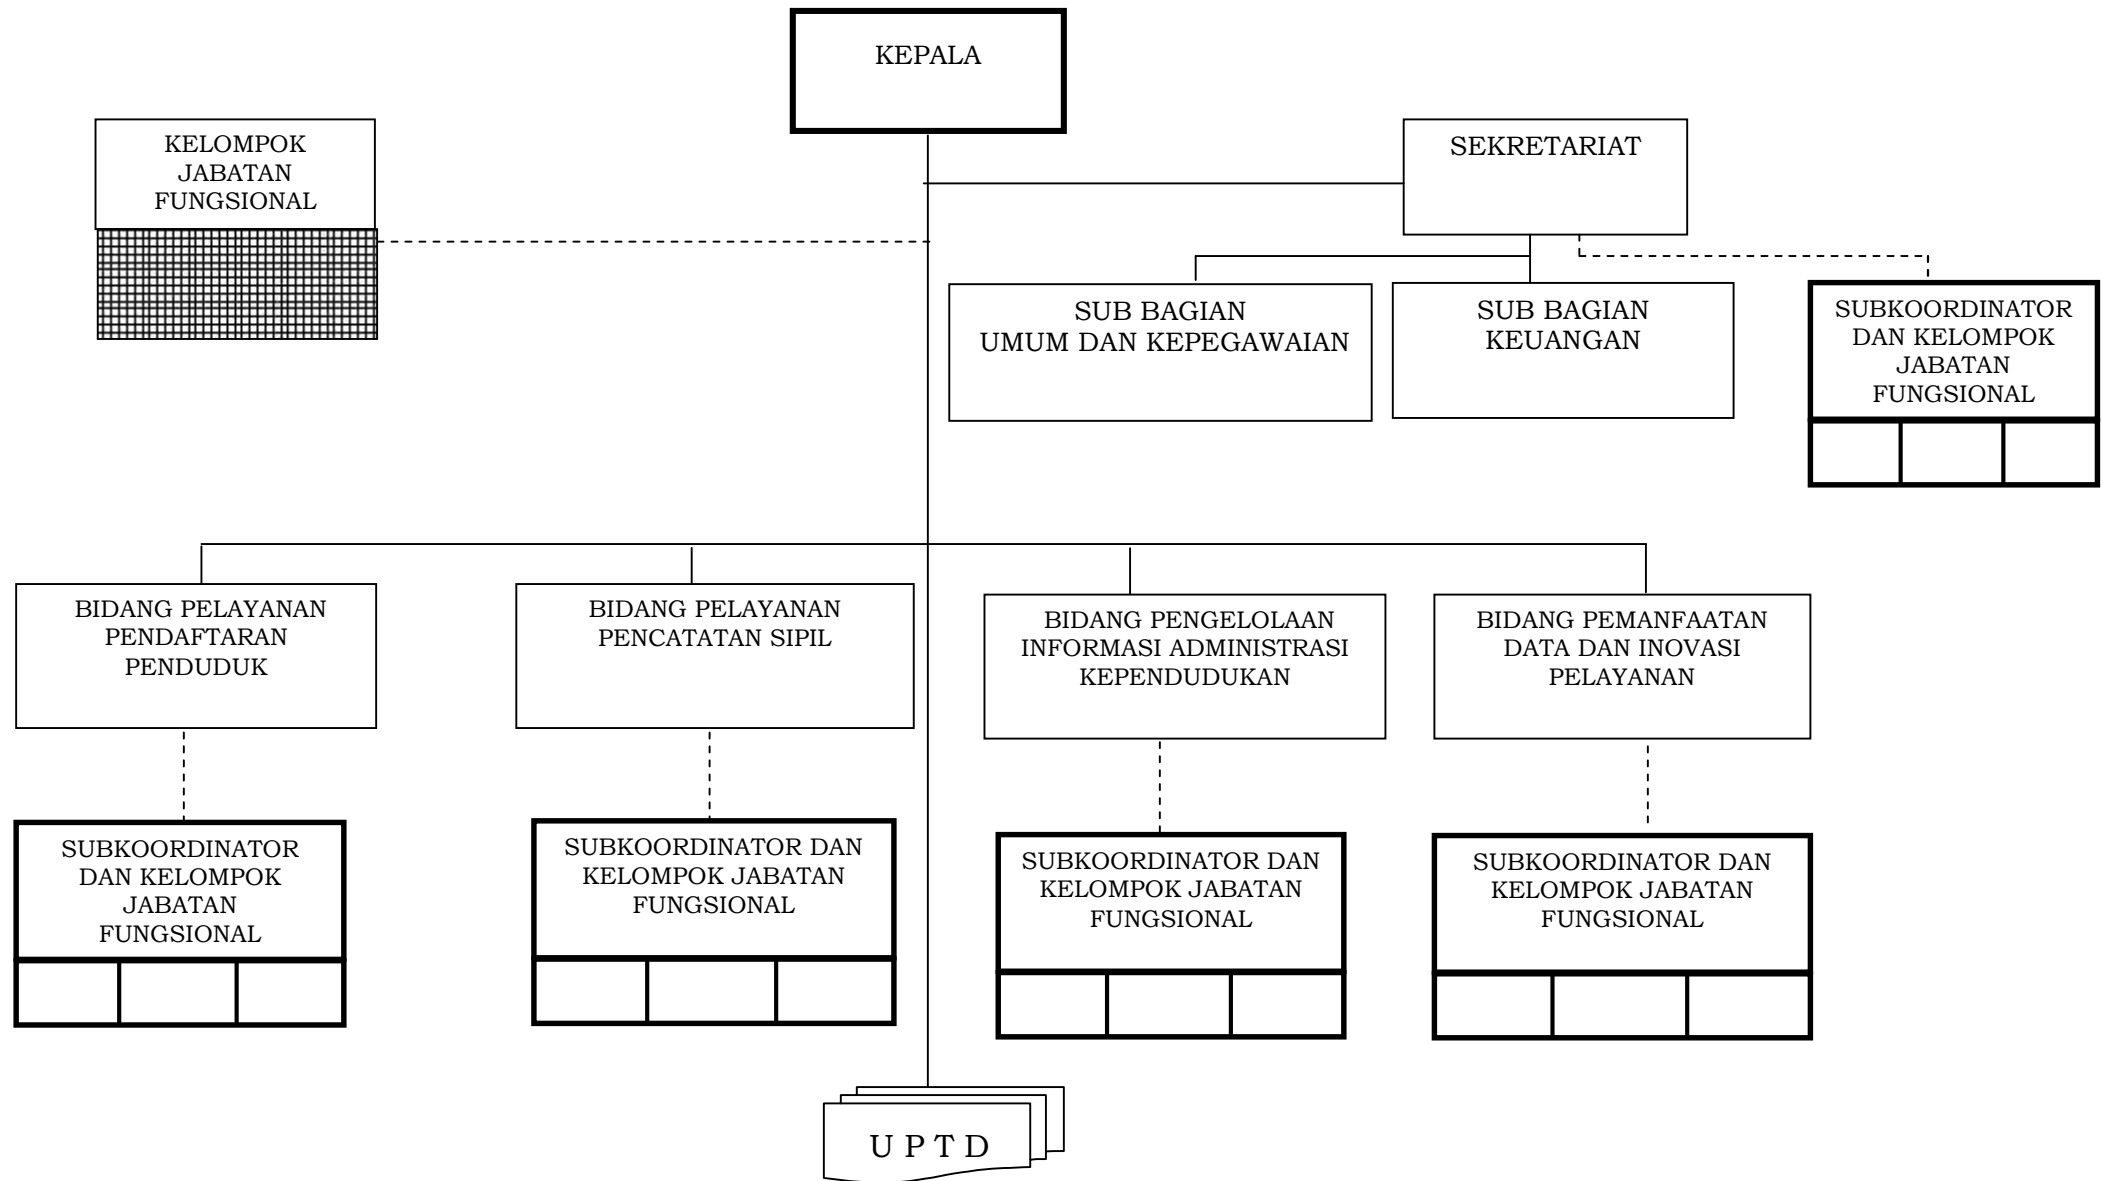 KEPALA
KELOMPOK
JABATAN
FUNGSIONAL
SEKRETARIAT
SUB BAGIAN
UMUM DAN KEPEGAWAIAN
SUB BAGIAN
KEUANGAN
SUBKOORDINATOR
DAN KELOMPOK
JABATAN
FUNGSIONAL
BIDANG PELAYANAN
PENDAFTARAN
PENDUDUK
BIDANG PELAYANAN
PENCATATAN SIPIL
BIDANG PENGELOLAAN
INFORMASI ADMINISTRASI
KEPENDUDUKAN
BIDANG PEMANFAATAN
DATA DAN INOVASI
PELAYANAN
SUBKOORDINATOR
DAN KELOMPOK
JABATAN
FUNGSIONAL
SUBKOORDINATOR DAN
KELOMPOK JABATAN
FUNGSIONAL
SUBKOORDINATOR DAN
KELOMPOK JABATAN
FUNGSIONAL
SUBKOORDINATOR DAN
KELOMPOK JABATAN
FUNGSIONAL
U P T D